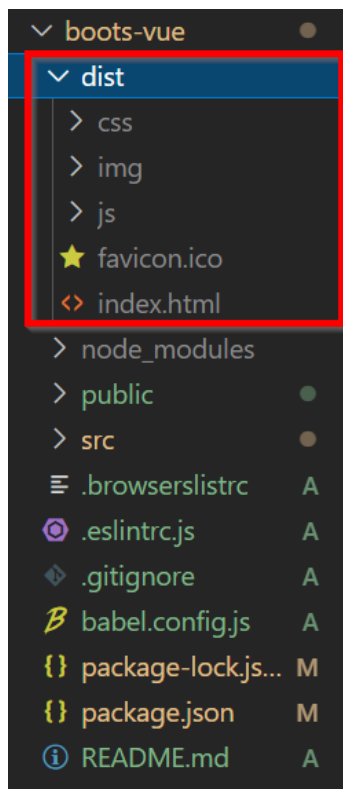 boots-vue
dist
css
img
js
favicon.ico
index.html
node_modules
public
src
.browserslistrc A
.eslintrc.js A
.gitignore A
babel.config.js A
package-lock.js... M
package.json M
README.md A